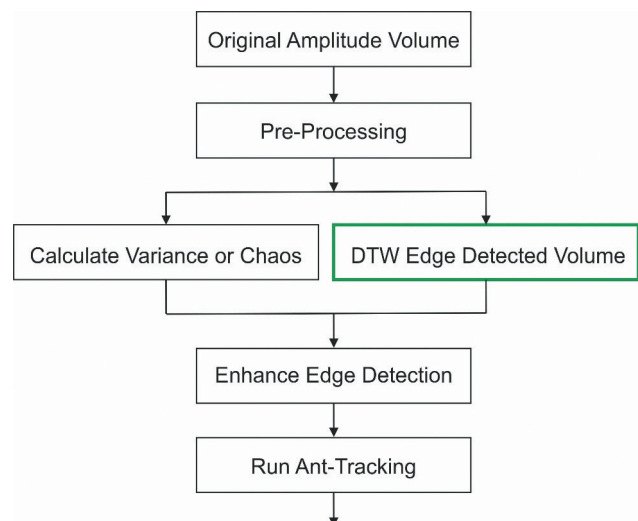 Original Amplitude Volume
Pre-Processing
Calculate Variance or Chaos
DTW Edge Detected Volume
Enhance Edge Detection
Run Ant-Tracking